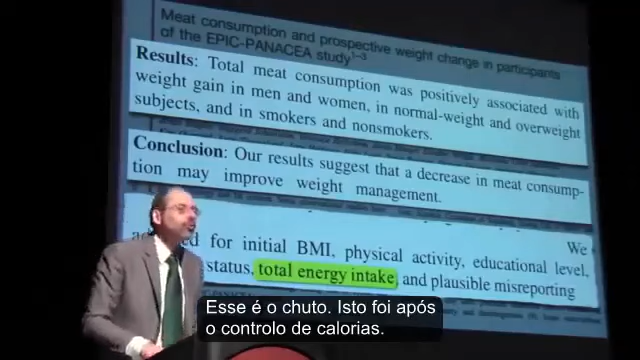 Meat consumption and prospective weight change in participants
of the EPIC-PANACEA study1–3
Results: Total meat consumption was positively associated with
weight gain in men and women, in normal-weight and overweight
subjects, and in smokers and nonsmokers.
Conclusion: Our results suggest that a decrease in meat consump-
tion may improve weight management.
We
for initial BMI, physical activity, educational level,
status, total energy intake, and plausible misreporting
Esse é o chuto. Isto foi após
o controlo de calorias.